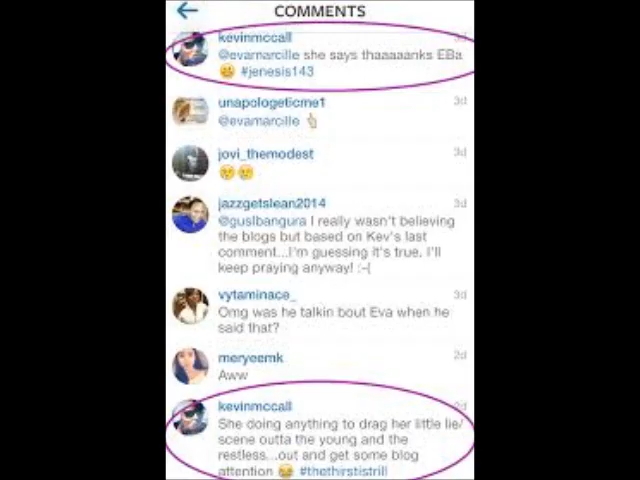 COMMENTS
kevinmccall
@evamarcille she says thaaaaanks EBa
#jenesis143
unapologeticme1 3d
@evamarcille
jovi_themodest 3d
jazzgetslean2014 3d
@guslbangura I really wasn't believing
the blogs but based on Kev's last
comment...I'm guessing it's true. I'll
keep praying anyway! :-(
vytaminace_ 3d
Omg was he talkin bout Eva when he
said that?
meryeemk 2d
Aww
kevinmccall 2d
She doing anything to drag her little lie/
scene outta the young and the
restless...out and get some blog
attention #thethirstistrill